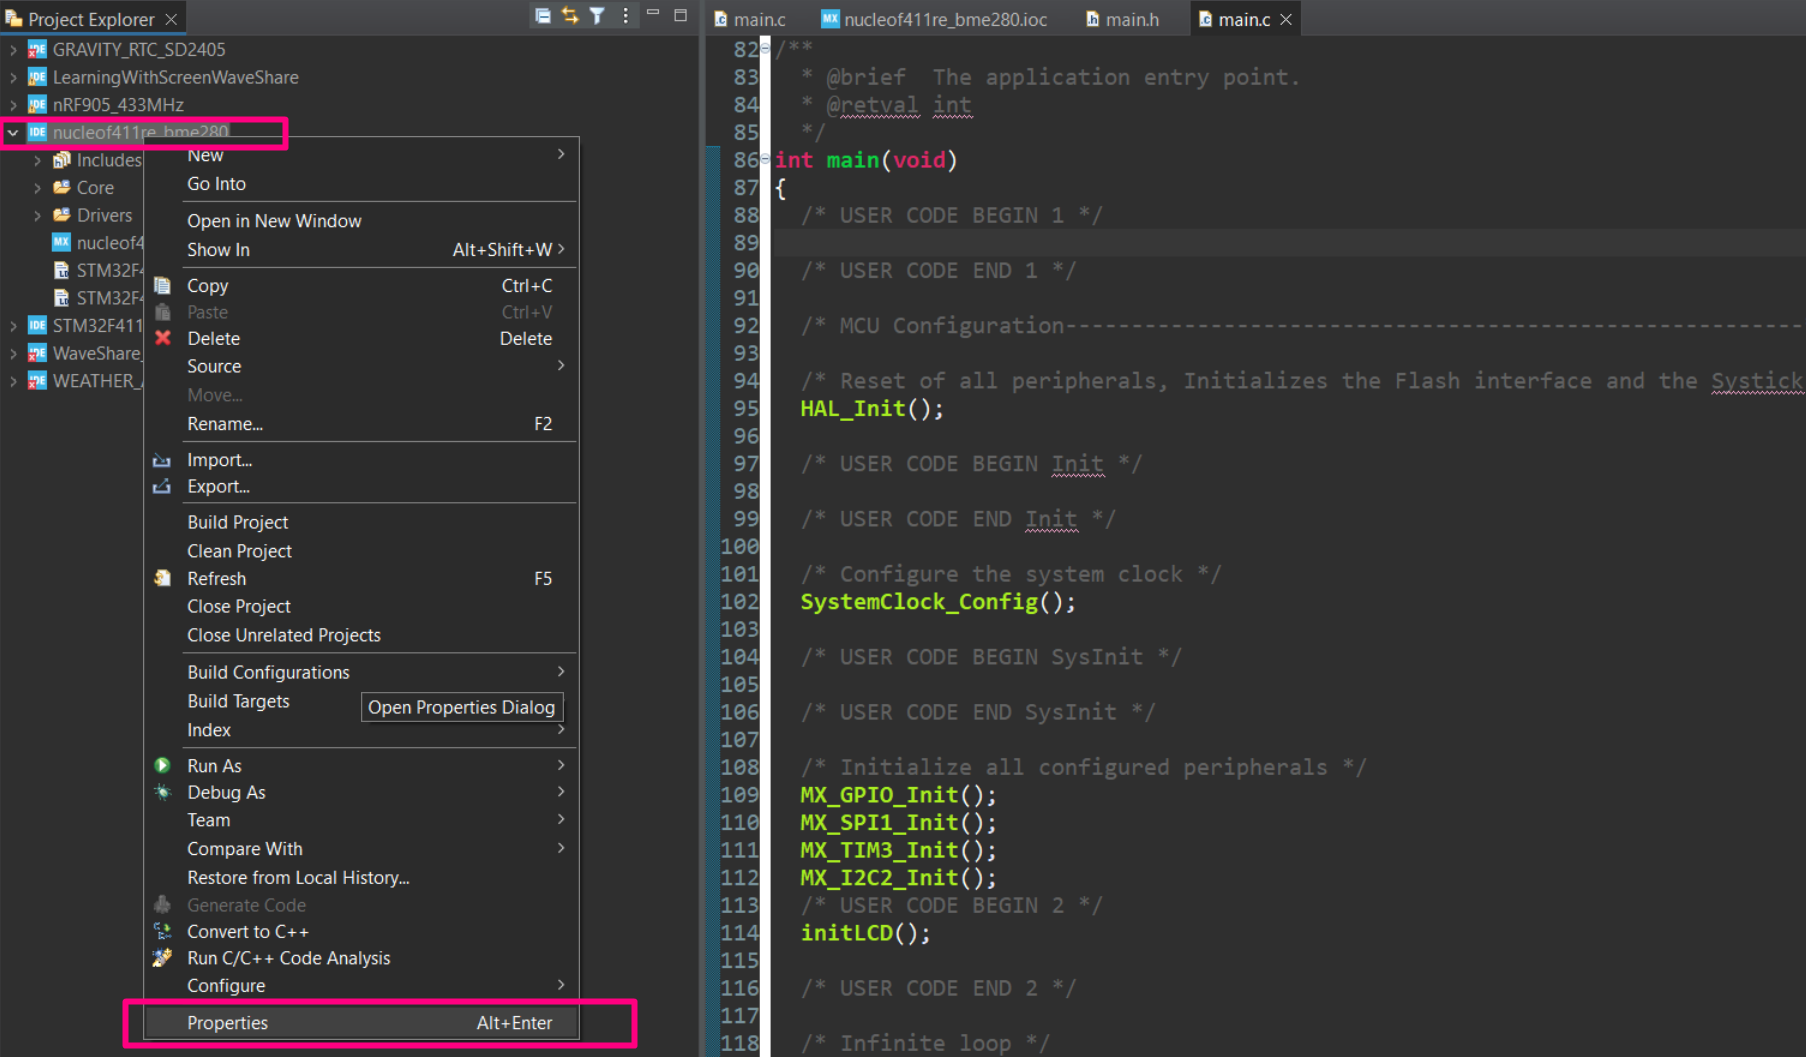 Project Explorer
GRAVITY_RTC_SD2405
LearningWithScreenWaveShare
nRF905_433MHz
nucleof411re_bme280
Includes
Core
Drivers
nucleof4
STM32F4
STM32F4
STM32F411
WaveShare_
WEATHER_
New
Go Into
Open in New Window
Show In Alt+Shift+W
Copy Ctrl+C
Paste Ctrl+V
Delete Delete
Source
Move...
Rename... F2
Import...
Export...
Build Project
Clean Project
Refresh F5
Close Project
Close Unrelated Projects
Build Configurations
Build Targets
Open Properties Dialog
Index
Run As
Debug As
Team
Compare With
Restore from Local History...
Generate Code
Convert to C++
Run C/C++ Code Analysis
Configure
Properties Alt+Enter
main.c nucleof411re_bme280.ioc main.h main.c
82 /**
83 * @brief  The application entry point.
84 * @retval int
85 */
86 int main(void)
87 {
88 /* USER CODE BEGIN 1 */
89
90 /* USER CODE END 1 */
91
92 /* MCU Configuration--------------------------------------------------------
93
94 /* Reset of all peripherals, Initializes the Flash interface and the Systick
95 HAL_Init();
96
97 /* USER CODE BEGIN Init */
98
99 /* USER CODE END Init */
100
101 /* Configure the system clock */
102 SystemClock_Config();
103
104 /* USER CODE BEGIN SysInit */
105
106 /* USER CODE END SysInit */
107
108 /* Initialize all configured peripherals */
109 MX_GPIO_Init();
110 MX_SPI1_Init();
111 MX_TIM3_Init();
112 MX_I2C2_Init();
113 /* USER CODE BEGIN 2 */
114 initLCD();
115
116 /* USER CODE END 2 */
117
118 /* Infinite loop */